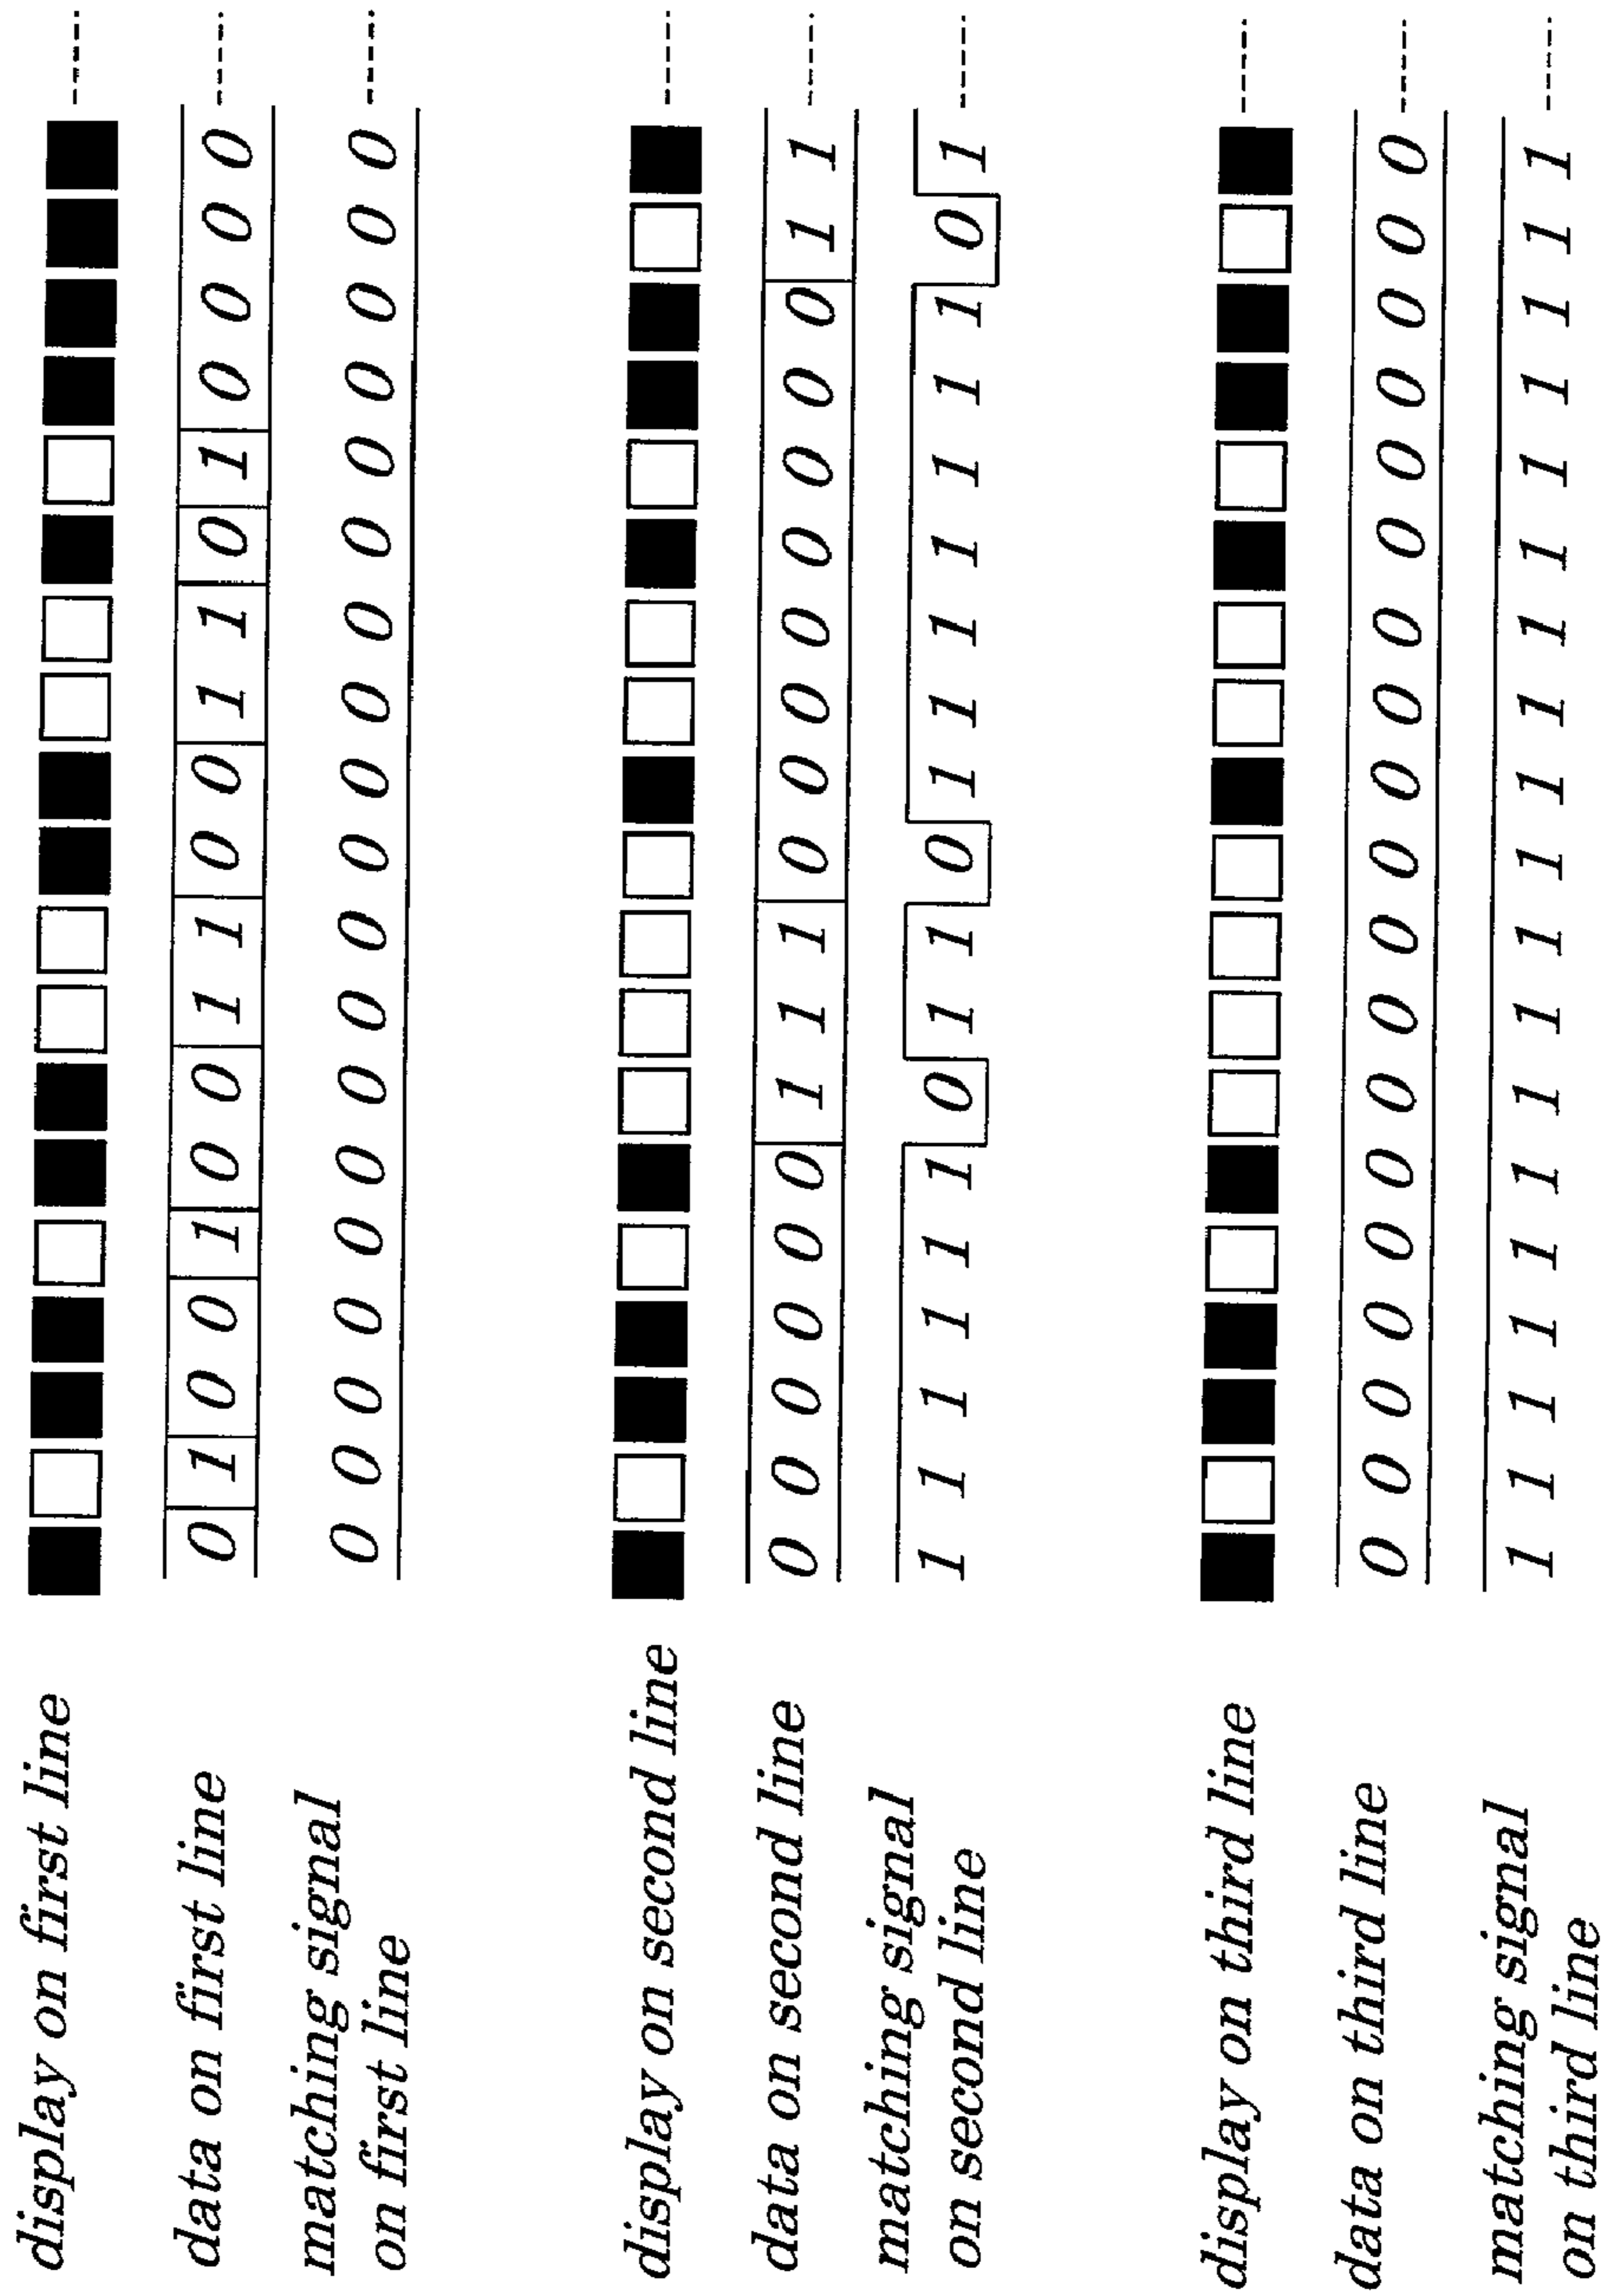 display on first line
data on first line 0 1 0 0 1 0 0 1 1 0 0 1 1 0 1 0 0 0 0
matching signal
on first line 0 0 0 0 0 0 0 0 0 0 0 0 0 0 0 0 0 0 0
display on second line
data on second line 0 0 0 0 0 0 1 1 1 0 0 0 0 0 0 0 0 1 1
matching signal
on second line 1 1 1 1 1 1 0 1 1 0 1 1 1 1 1 1 1 0 1
display on third line
data on third line 0 0 0 0 0 0 0 0 0 0 0 0 0 0 0 0 0 0 0
matching signal
on third line 1 1 1 1 1 1 1 1 1 1 1 1 1 1 1 1 1 1 1